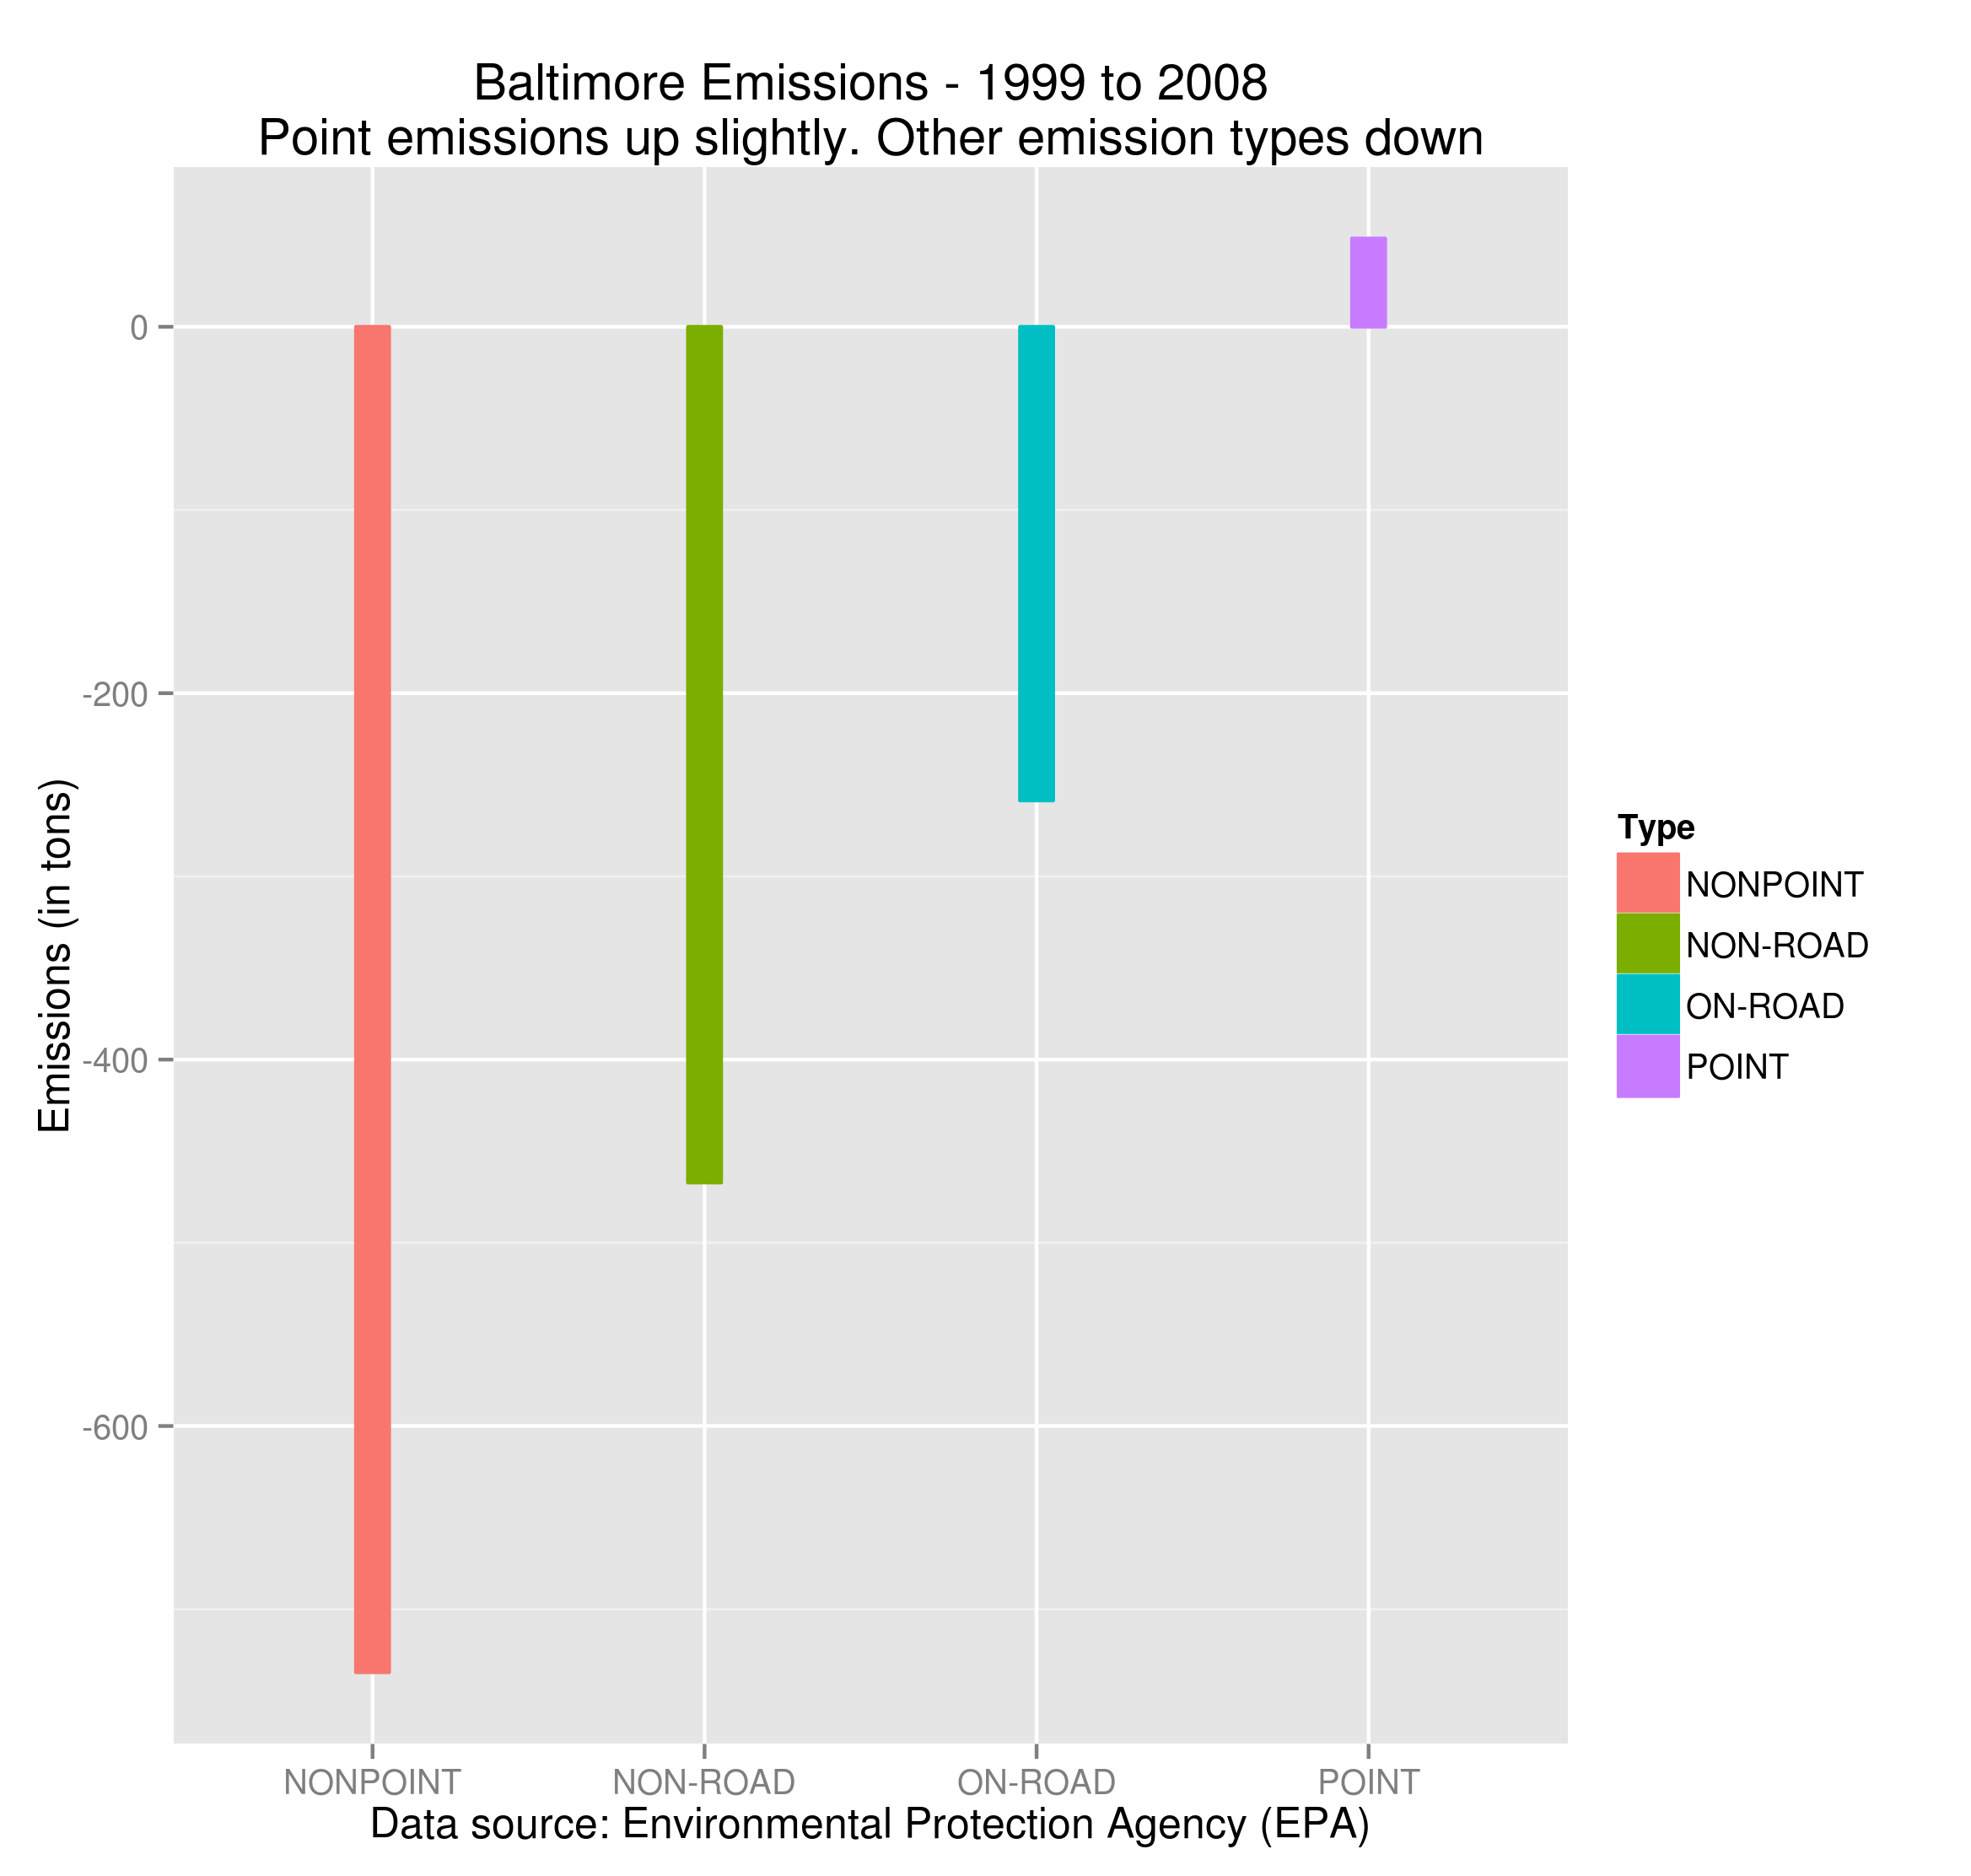 Baltimore Emissions - 1999 to 2008
Point emissions up slightly. Other emission types down
Emissions (in tons)
0
-200
-400
-600
NONPOINT
NON-ROAD
ON-ROAD
POINT
Data source: Environmental Protection Agency (EPA)
Type
NONPOINT
NON-ROAD
ON-ROAD
POINT